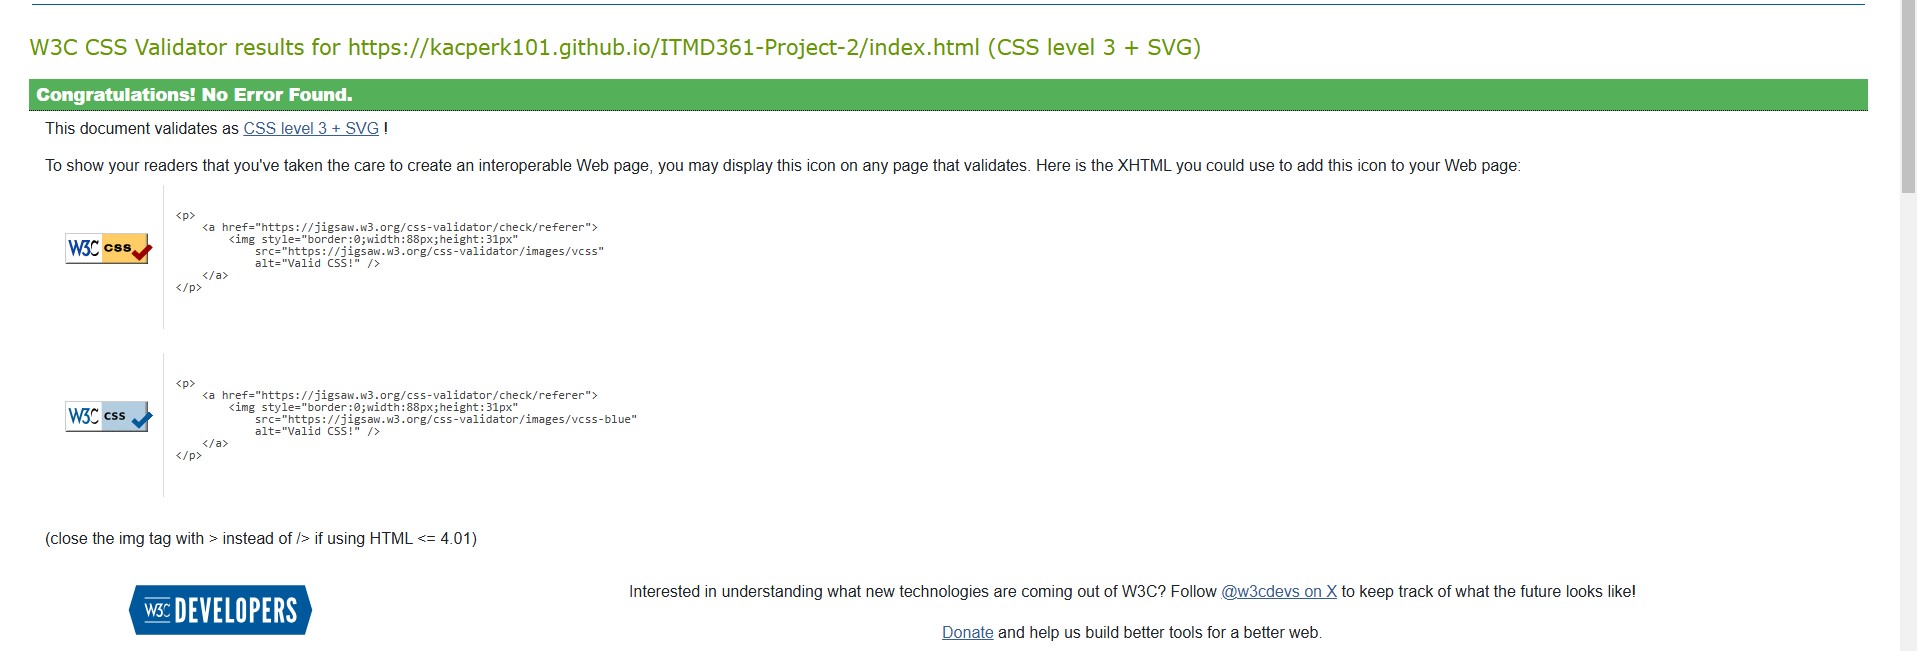 W3C CSS Validator results for https://kacperk101.github.io/ITMD361-Project-2/index.html (CSS level 3 + SVG)
Congratulations! No Error Found.
This document validates as CSS level 3 + SVG !
To show your readers that you've taken the care to create an interoperable Web page, you may display this icon on any page that validates. Here is the XHTML you could use to add this icon to your Web page:
W3C css
<p>
    <a href="https://jigsaw.w3.org/css-validator/check/referer">
        <img style="border:0;width:88px;height:31px"
            src="https://jigsaw.w3.org/css-validator/images/vcss"
            alt="Valid CSS!" />
    </a>
</p>
W3C css
<p>
    <a href="https://jigsaw.w3.org/css-validator/check/referer">
        <img style="border:0;width:88px;height:31px"
            src="https://jigsaw.w3.org/css-validator/images/vcss-blue"
            alt="Valid CSS!" />
    </a>
</p>
(close the img tag with > instead of /> if using HTML <= 4.01)
W3C DEVELOPERS
Interested in understanding what new technologies are coming out of W3C? Follow @w3cdevs on X to keep track of what the future looks like!
Donate and help us build better tools for a better web.